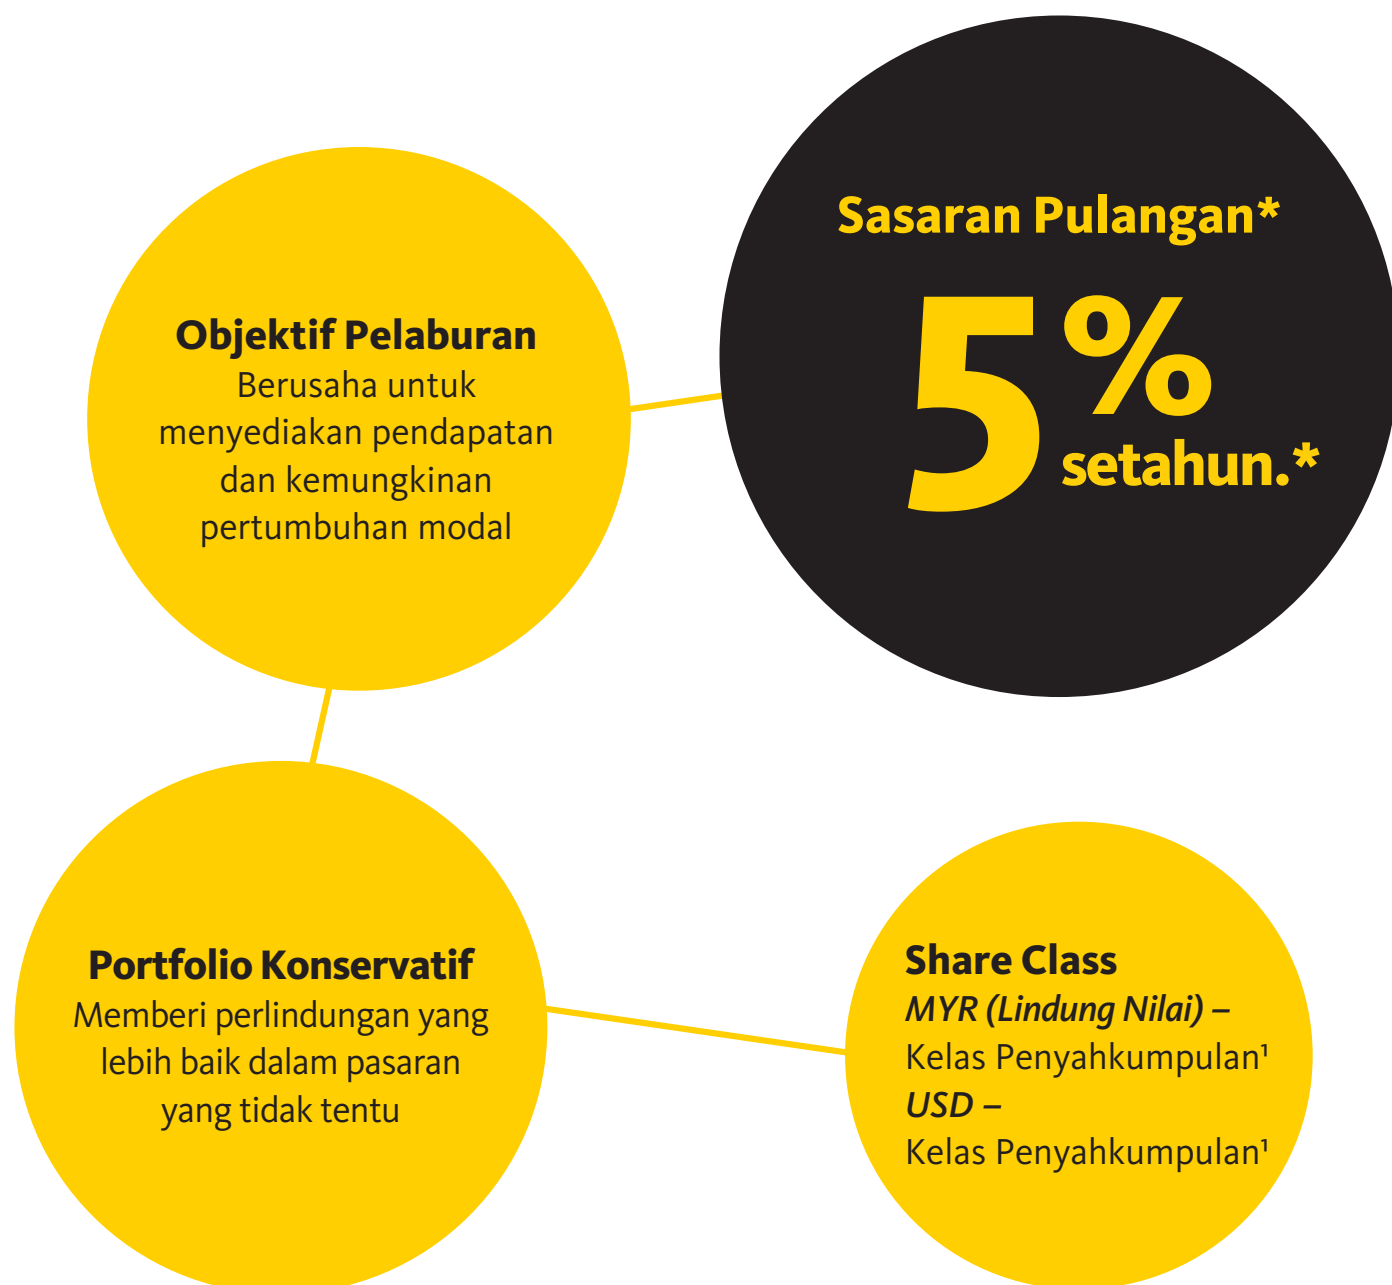 Sasaran Pulangan*
5%
setahun.*
Objektif Pelaburan
Berusaha untuk
menyediakan pendapatan
dan kemungkinan
pertumbuhan modal
Portfolio Konservatif
Memberi perlindungan yang
lebih baik dalam pasaran
yang tidak tentu
Share Class
MYR (Lindung Nilai) –
Kelas Penyahkumpulan¹
USD –
Kelas Penyahkumpulan¹